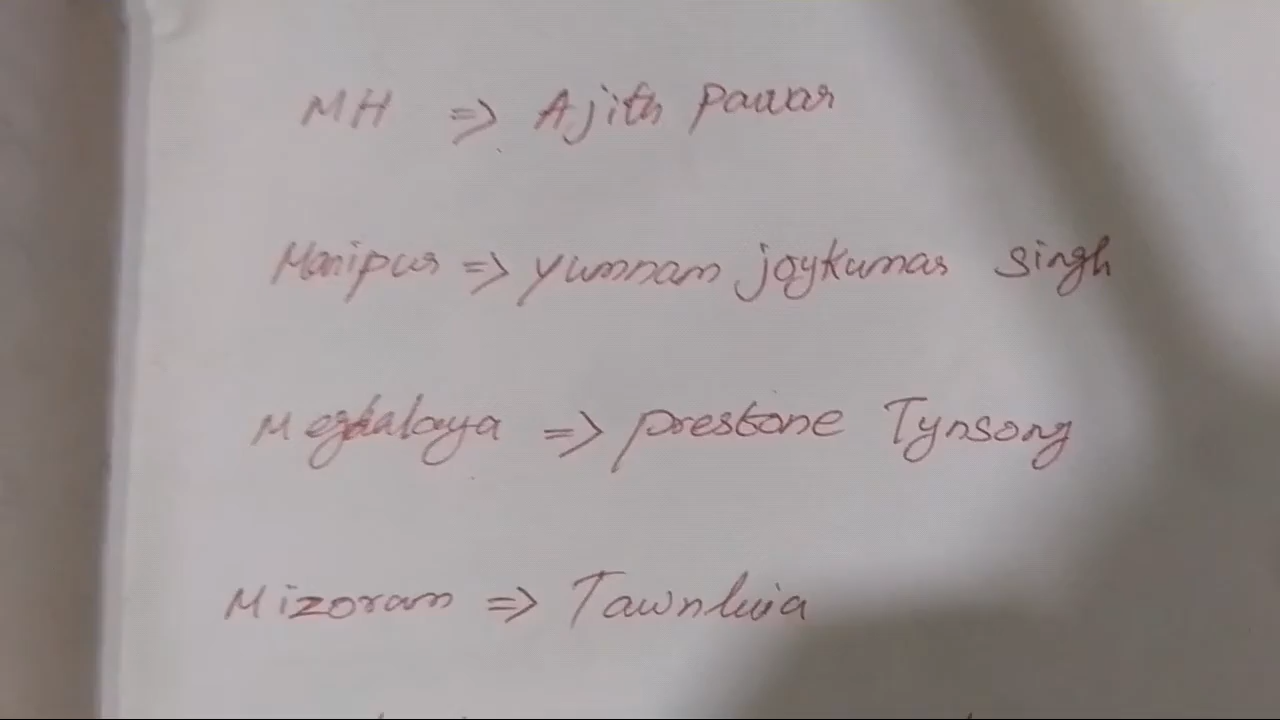 MH => Ajith Pawar
Manipur => yumnam joykumar singh
Meghalaya => prestone Tynsong
Mizoram => Tawnluia